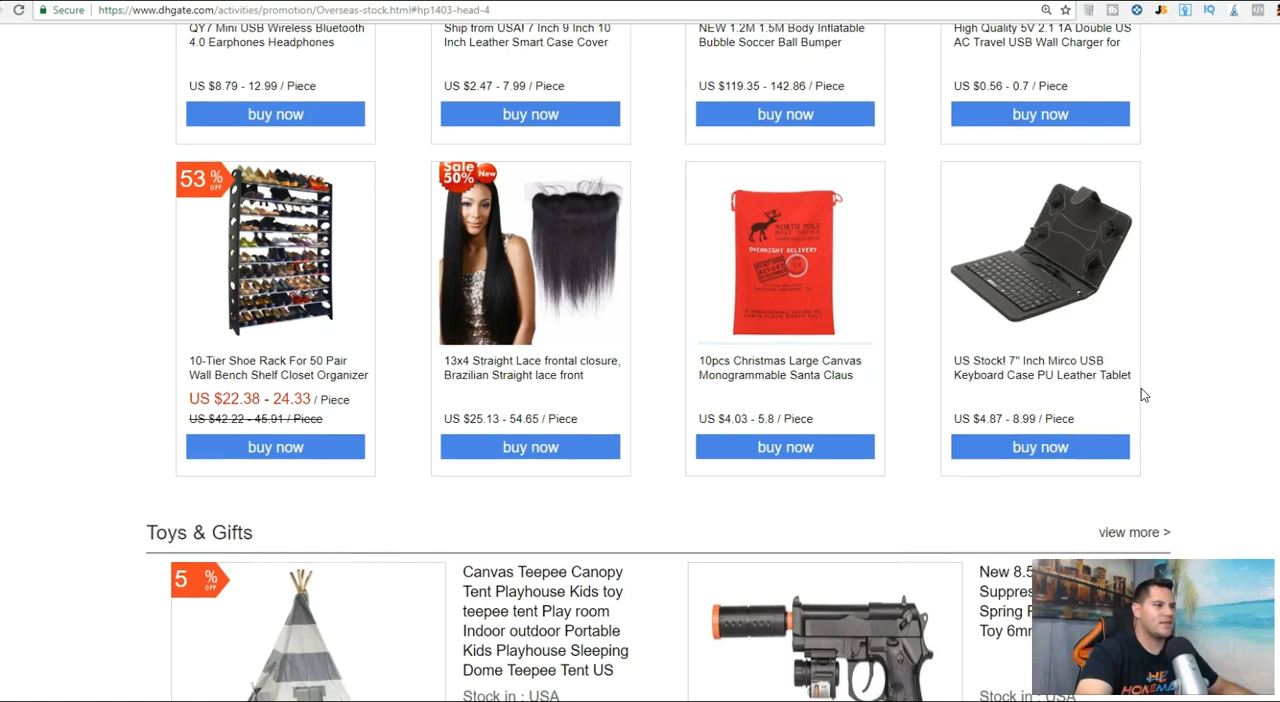 Secure
https://www.dhgate.com/activities/promotion/Overseas-stock.html#hp1403-head-4
QY7 Mini USB Wireless Bluetooth
4.0 Earphones Headphones
US $8.79 - 12.99 / Piece
buy now
Ship from USA! 7 Inch 9 Inch 10
Inch Leather Smart Case Cover
US $2.47 - 7.99 / Piece
buy now
NEW 1.2M 1.5M Body Inflatable
Bubble Soccer Ball Bumper
US $119.35 - 142.86 / Piece
buy now
High Quality 5V 2.1 1A Double US
AC Travel USB Wall Charger for
US $0.56 - 0.7 / Piece
buy now
53 % OFF
10-Tier Shoe Rack For 50 Pair
Wall Bench Shelf Closet Organizer
US $22.38 - 24.33 / Piece
US $42.22 - 45.91 / Piece
buy now
Sale
50%
New
13x4 Straight Lace frontal closure,
Brazilian Straight lace front
US $25.13 - 54.65 / Piece
buy now
NORTH POLE
POST OFFICE
OVERNIGHT DELIVERY
BEFORE
10pcs Christmas Large Canvas
Monogrammable Santa Claus
US $4.03 - 5.8 / Piece
buy now
US Stock! 7" Inch Mirco USB
Keyboard Case PU Leather Tablet
US $4.87 - 8.99 / Piece
buy now
Toys & Gifts
view more >
5 % OFF
Canvas Teepee Canopy
Tent Playhouse Kids toy
teepee tent Play room
Indoor outdoor Portable
Kids Playhouse Sleeping
Dome Teepee Tent US
Stock in : USA
New 8.5
Suppres
Spring
Toy 6mm
Stock in : USA